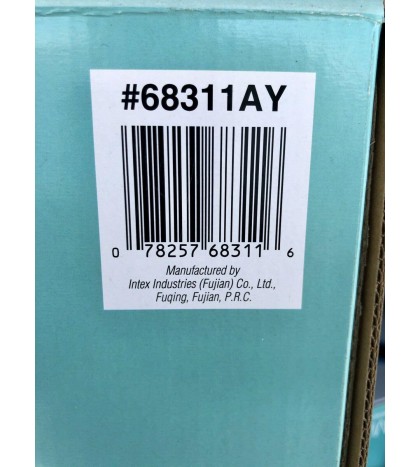 #68311AY
0 78257 68311 6
Manufactured by
Intex Industries (Fujian) Co., Ltd.,
Fuqing, Fujian, P.R.C.